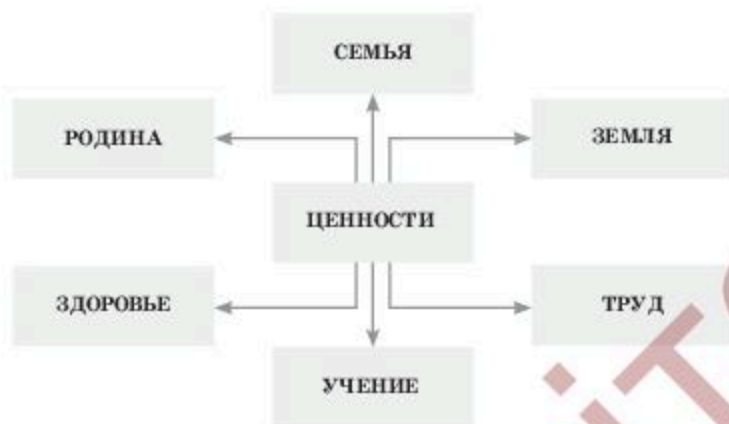 СЕМЬЯ
РОДИНА
ЗЕМЛЯ
ЦЕННОСТИ
ЗДОРОВЬЕ
ТРУД
УЧЕНИЕ